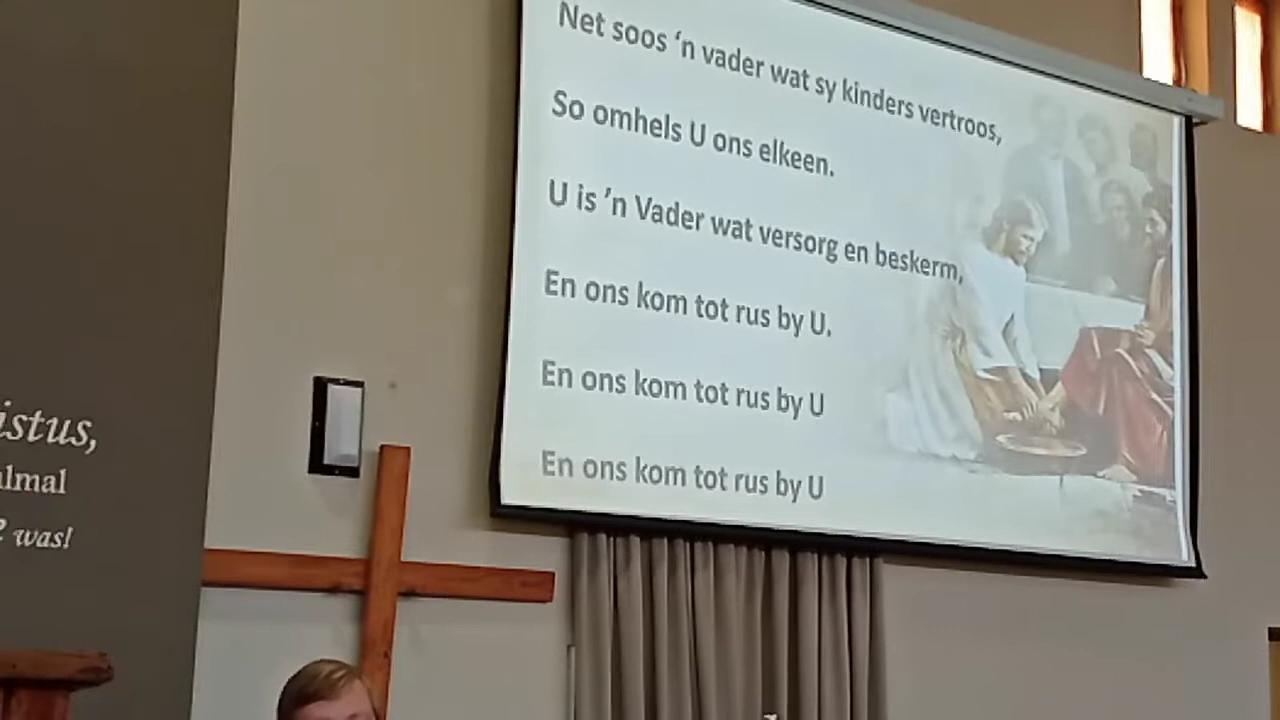 Net soos ‘n vader wat sy kinders vertroos,
So omhels U ons elkeen.
U is ’n Vader wat versorg en beskerm,
En ons kom tot rus by U.
En ons kom tot rus by U
En ons kom tot rus by U
istus,
almal
was!